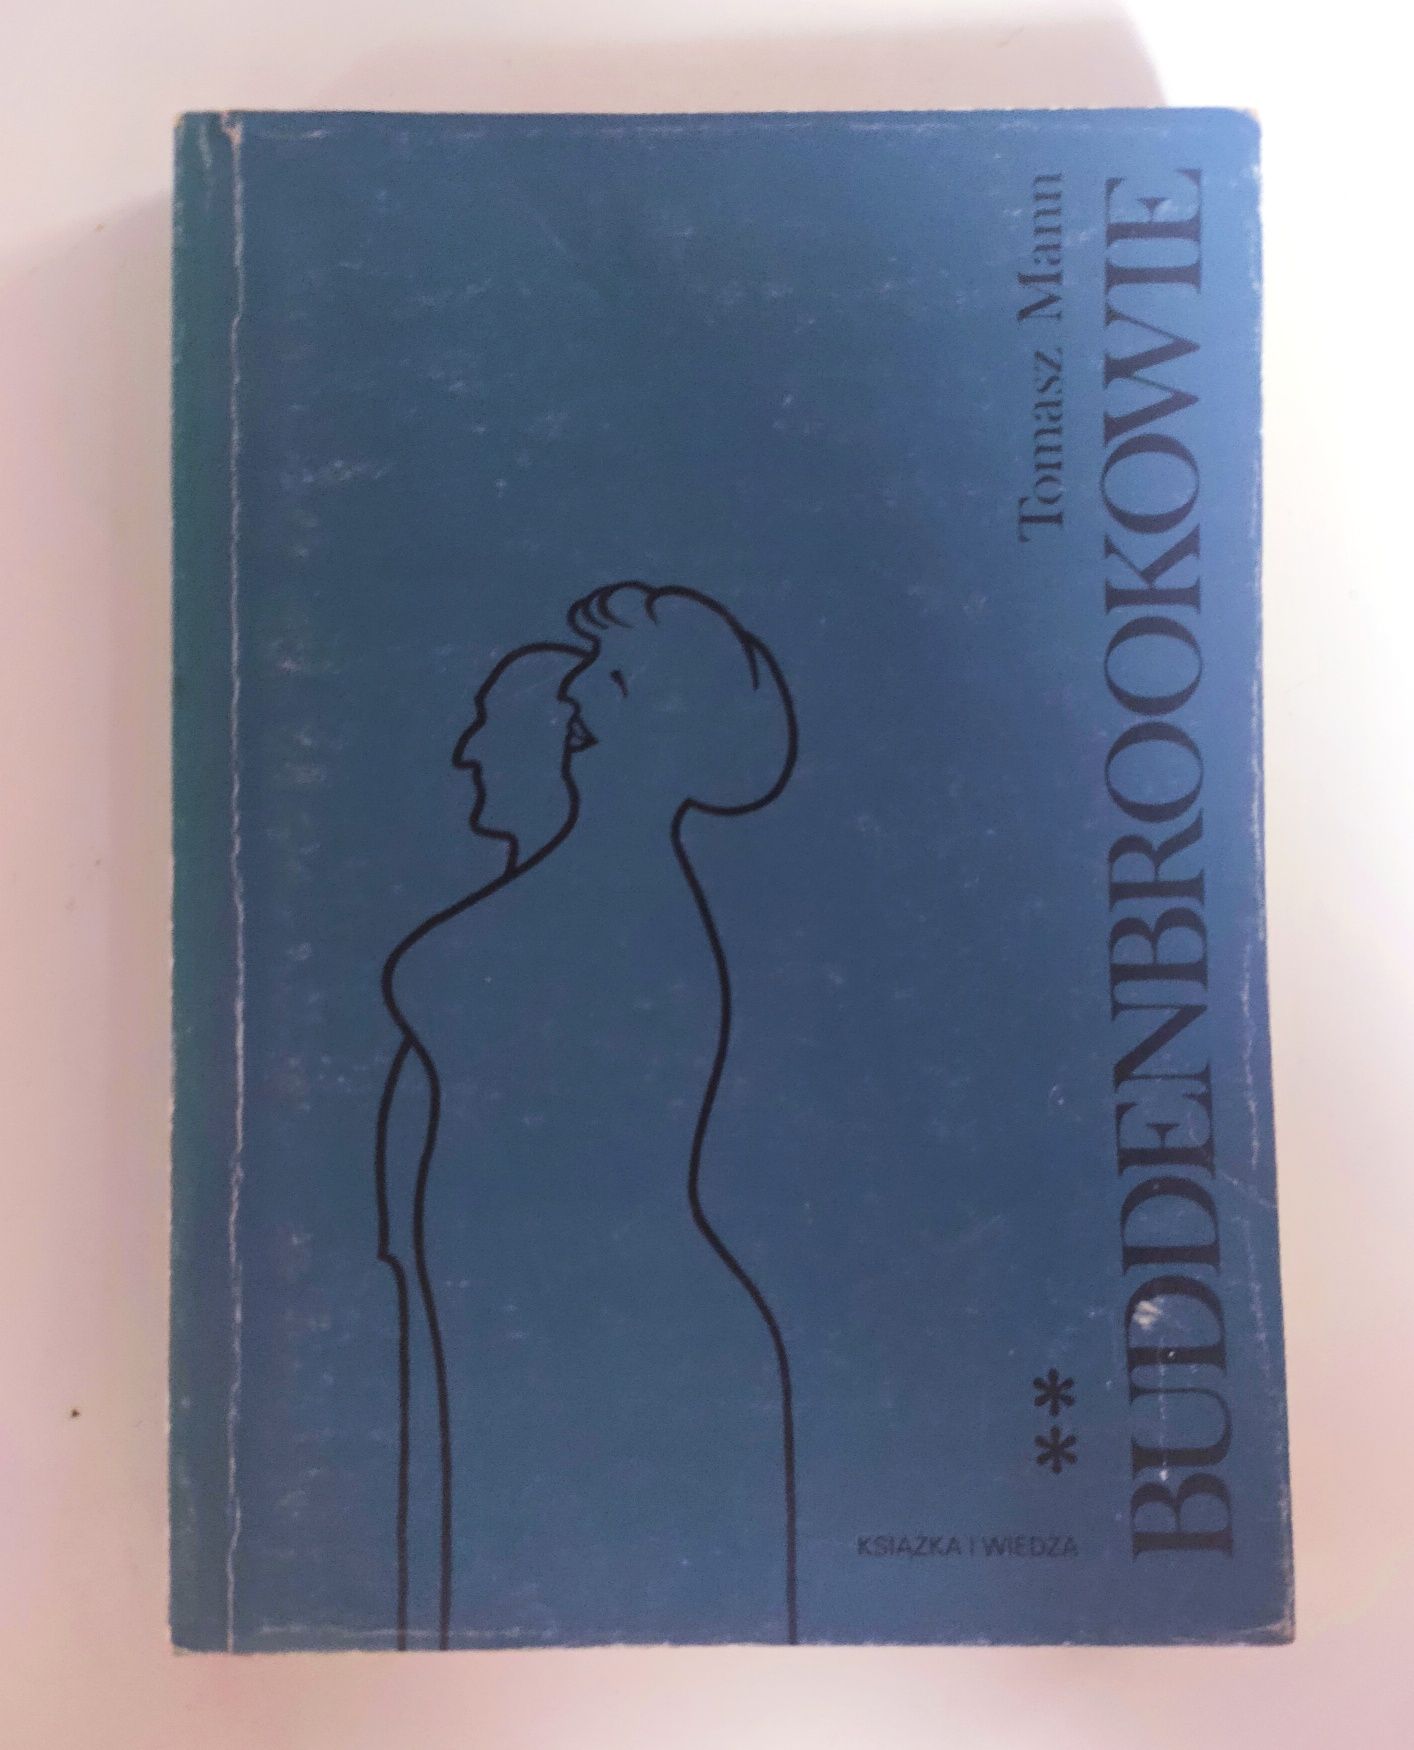 Tomasz Mann
BUDDENBROOKOWIE
**
KSIĄŻKA I WIEDZA